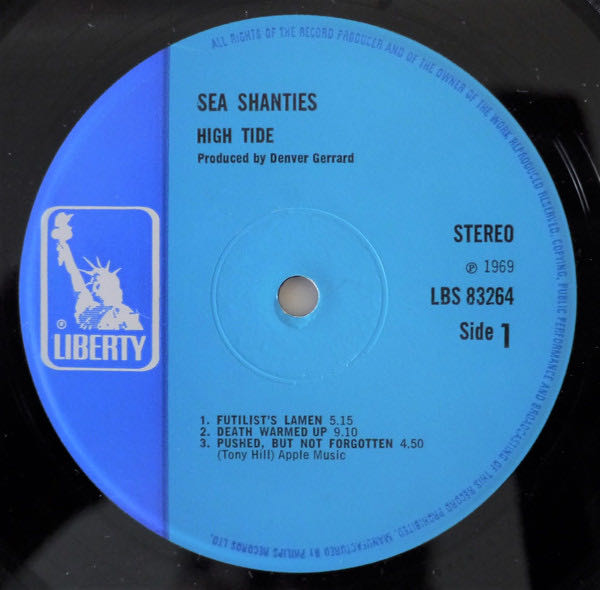 ALL RIGHTS OF THE RECORD PRODUCER AND OF THE OWNER OF THE WORK REPRODUCED RESERVED. COPYING, PUBLIC PERFORMANCE AND BROADCASTING OF THIS RECORD PROHIBITED. MANUFACTURED BY PHILIPS RECORDS LTD.
SEA SHANTIES
HIGH TIDE
Produced by Denver Gerrard
STEREO
℗ 1969
LBS 83264
Side 1
® LIBERTY
1. FUTILIST'S LAMEN 5.15
2. DEATH WARMED UP 9.10
3. PUSHED, BUT NOT FORGOTTEN 4.50
(Tony Hill) Apple Music